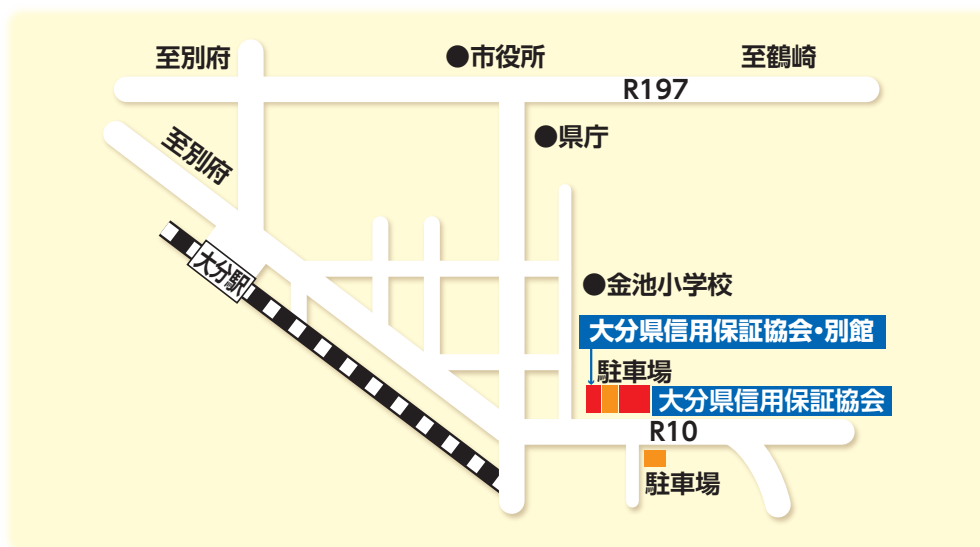 至別府
●市役所
至鶴崎
R197
●県庁
至別府
大分駅
●金池小学校
大分県信用保証協会・別館
駐車場
大分県信用保証協会
R10
駐車場